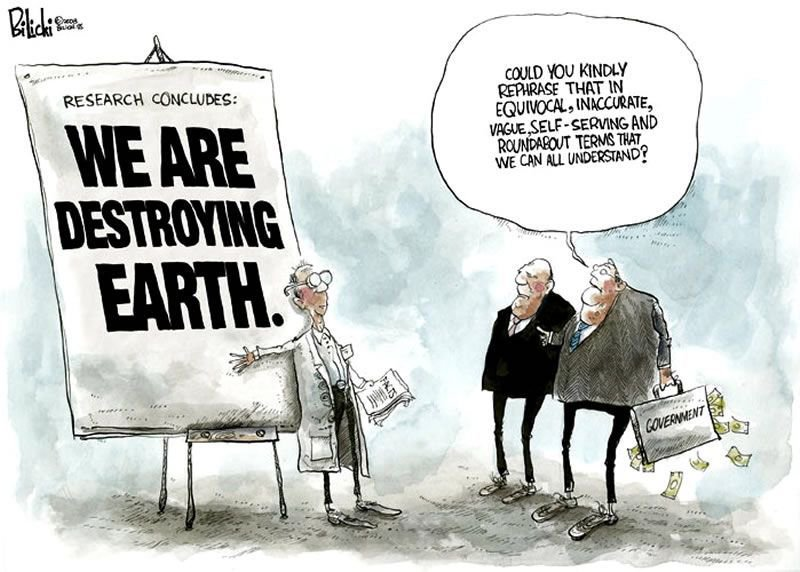 Bilicki
©2008
RESEARCH CONCLUDES:
WE ARE
DESTROYING
EARTH.
COULD YOU KINDLY
REPHRASE THAT IN
EQUIVOCAL, INACCURATE,
VAGUE, SELF-SERVING AND
ROUNDABOUT TERMS THAT
WE CAN ALL UNDERSTAND?
GOVERNMENT